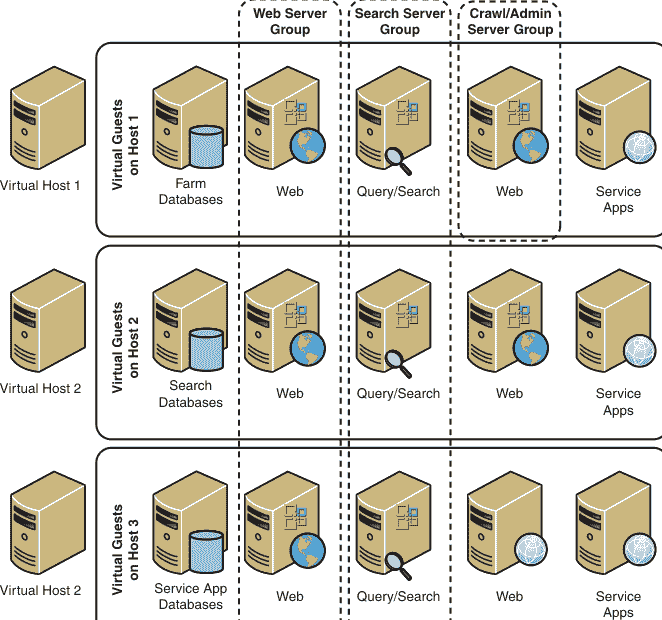 Web Server
Group
Search Server
Group
Crawl/Admin
Server Group
Virtual Host 1
Virtual Guests
on Host 1
Farm
Databases
Web
Query/Search
Web
Service
Apps
Virtual Host 2
Virtual Guests
on Host 2
Search
Databases
Web
Query/Search
Web
Service
Apps
Virtual Host 2
Virtual Guests
on Host 3
Service App
Databases
Web
Query/Search
Web
Service
Apps